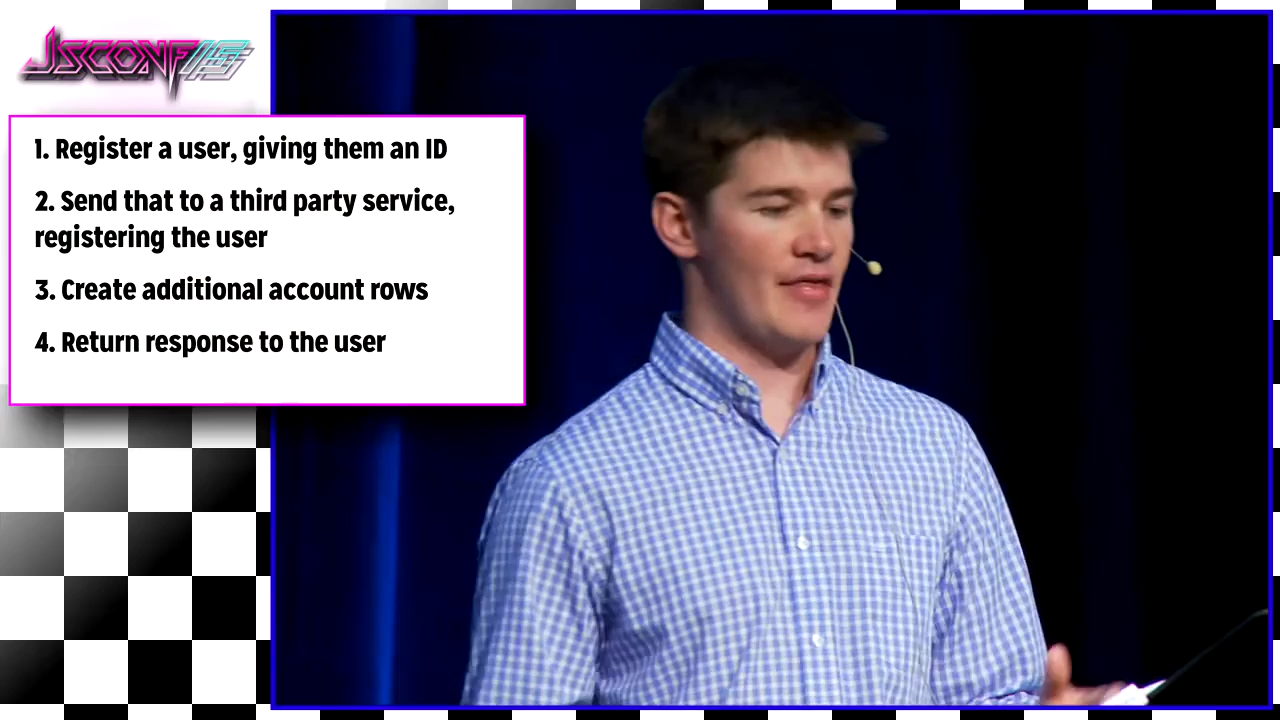 JSCONF15
1. Register a user, giving them an ID
2. Send that to a third party service,
registering the user
3. Create additional account rows
4. Return response to the user